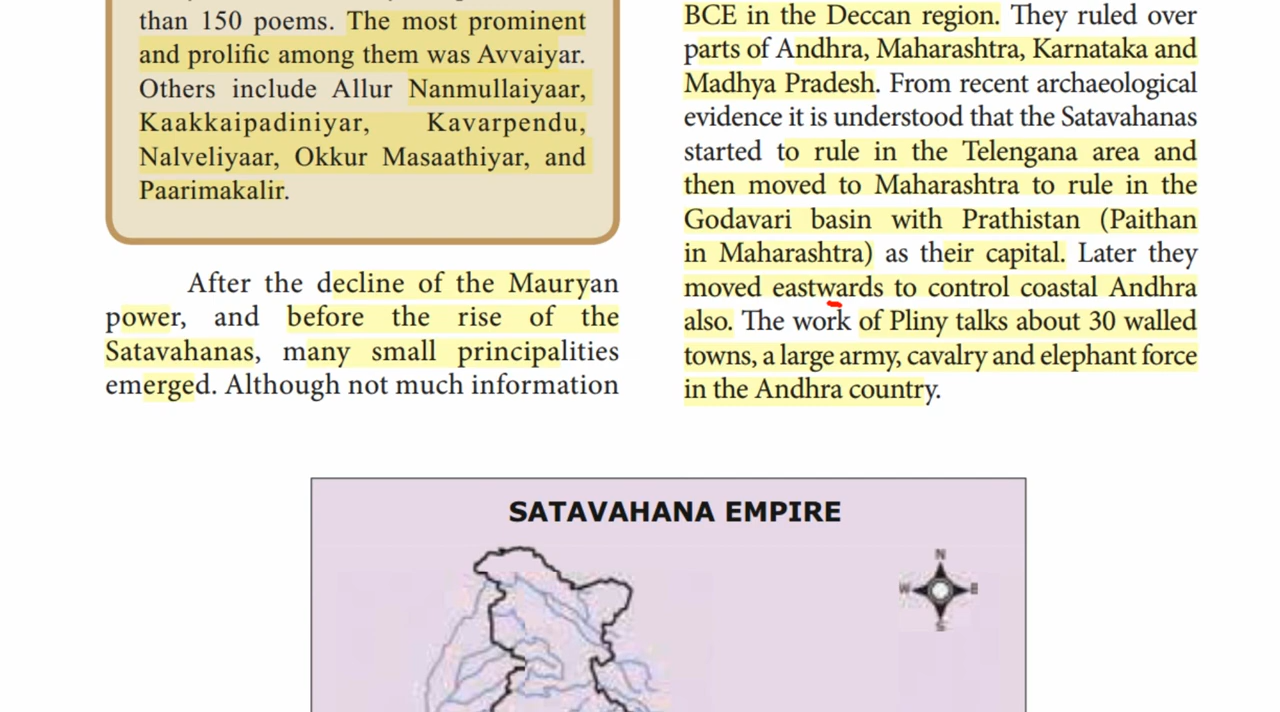 than 150 poems. The most prominent
and prolific among them was Avvaiyar.
Others include Allur Nanmullaiyaar,
Kaakkaipadiniyar, Kavarpendu,
Nalveliyaar, Okkur Masaathiyar, and
Paarimakalir.
After the decline of the Mauryan
power, and before the rise of the
Satavahanas, many small principalities
emerged. Although not much information
BCE in the Deccan region. They ruled over
parts of Andhra, Maharashtra, Karnataka and
Madhya Pradesh. From recent archaeological
evidence it is understood that the Satavahanas
started to rule in the Telengana area and
then moved to Maharashtra to rule in the
Godavari basin with Prathistan (Paithan
in Maharashtra) as their capital. Later they
moved eastwards to control coastal Andhra
also. The work of Pliny talks about 30 walled
towns, a large army, cavalry and elephant force
in the Andhra country.
SATAVAHANA EMPIRE
N
W E
S